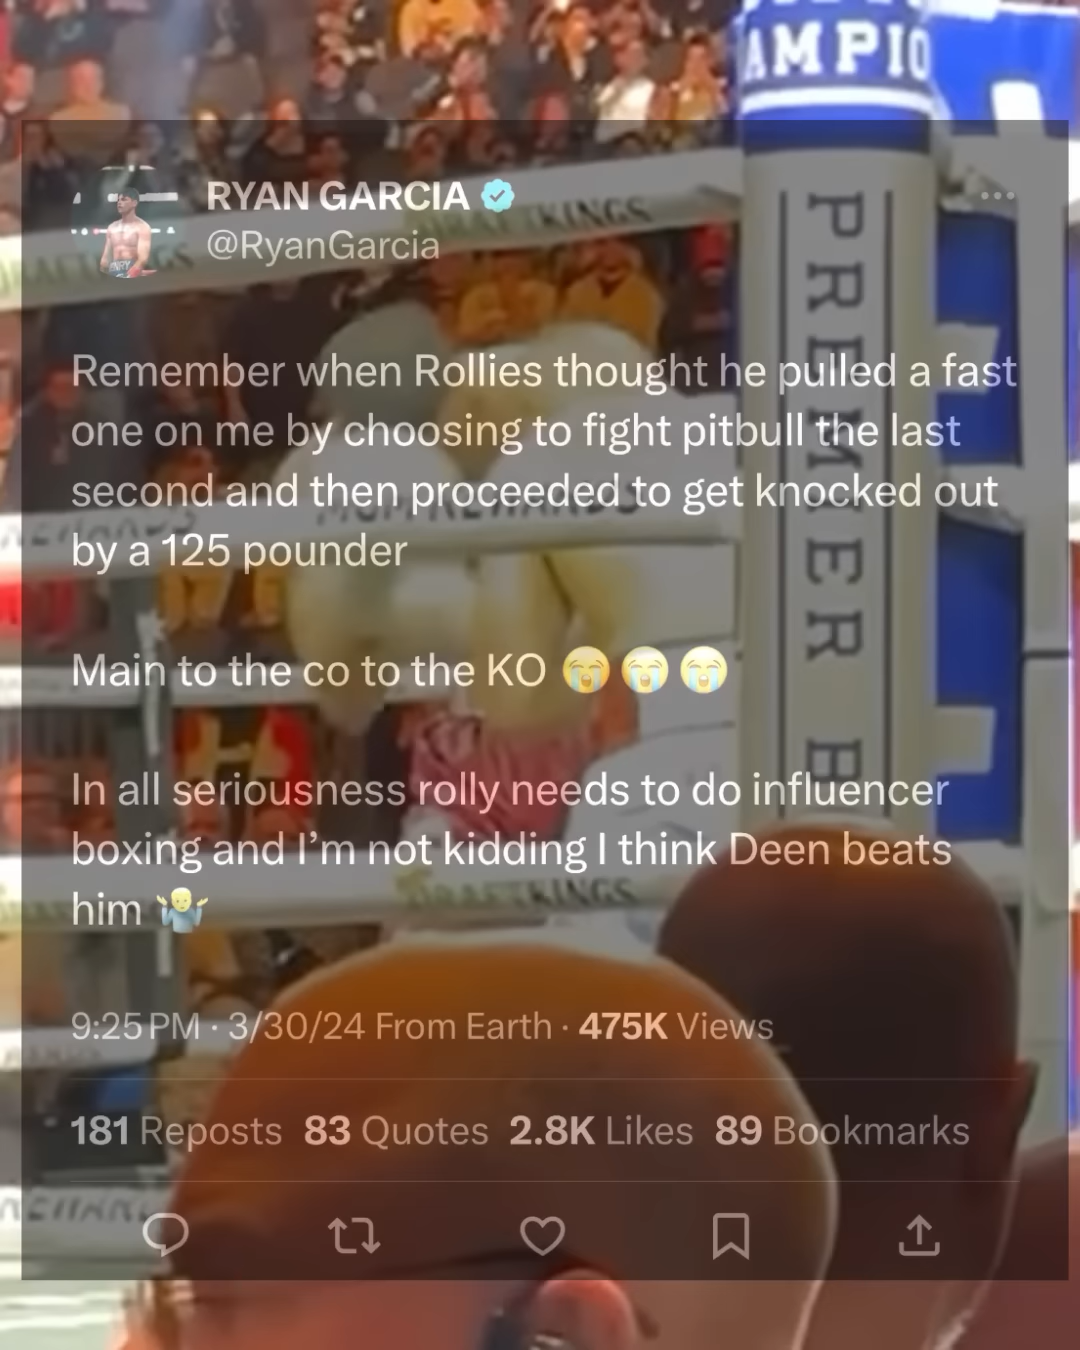 AMPIO
RYAN GARCIA
@RyanGarcia
DRAFTKINGS
PREMIER B
Remember when Rollies thought he pulled a fast
one on me by choosing to fight pitbull the last
second and then proceeded to get knocked out
by a 125 pounder
Main to the co to the KO 😭😭😭
In all seriousness rolly needs to do influencer
boxing and I’m not kidding I think Deen beats
him 🤷🏼‍♂️
DRAFTKINGS
9:25 PM · 3/30/24 From Earth · 475K Views
181 Reposts 83 Quotes 2.8K Likes 89 Bookmarks